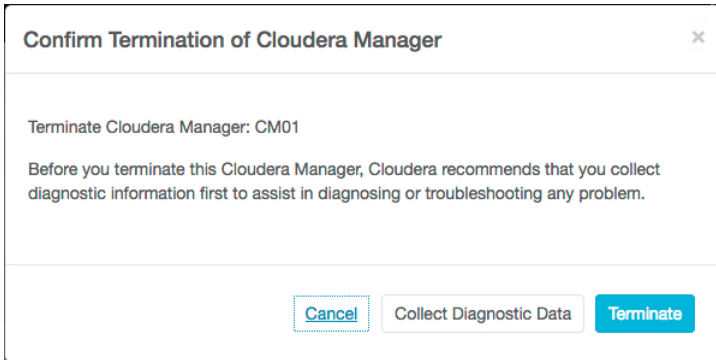 Confirm Termination of Cloudera Manager
×
Terminate Cloudera Manager: CM01
Before you terminate this Cloudera Manager, Cloudera recommends that you collect
diagnostic information first to assist in diagnosing or troubleshooting any problem.
Cancel Collect Diagnostic Data Terminate